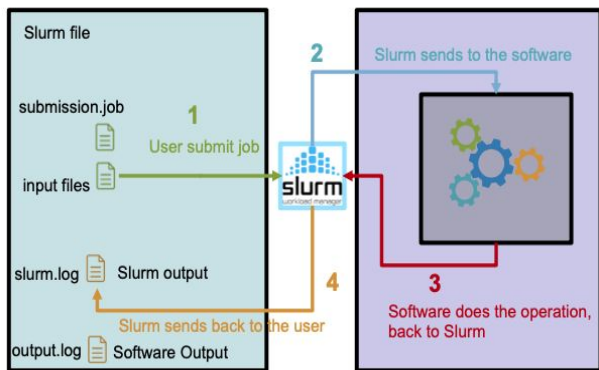 Slurm file
submission.job
1
User submit job
input files
slurm.log
Slurm output
Slurm sends back to the user
output.log
Software Output
2
Slurm sends to the software
slurm
workload manager
4
3
Software does the operation,
back to Slurm